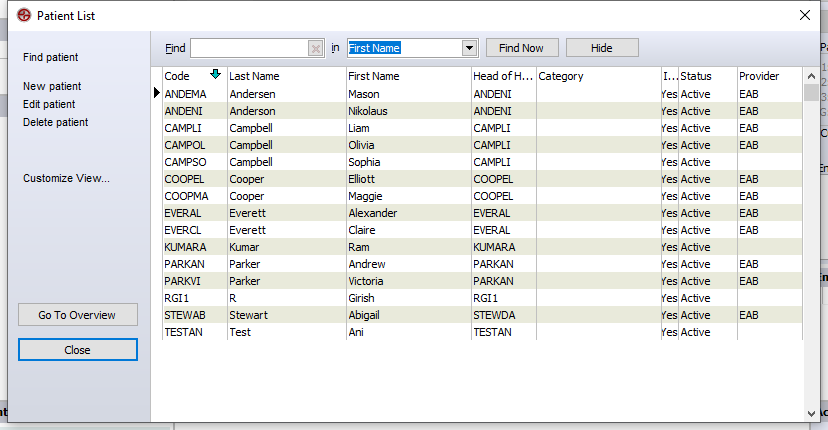 Patient List
Find patient
New patient
Edit patient
Delete patient
Customize View...
Go To Overview
Close
Find in First Name Find Now Hide
Code Last Name First Name Head of H... Category I... Status Provider
ANDEMA Andersen Mason ANDENI Yes Active EAB
ANDENI Anderson Nikolaus ANDENI Yes Active EAB
CAMPLI Campbell Liam CAMPLI Yes Active EAB
CAMPOL Campbell Olivia CAMPLI Yes Active EAB
CAMPSO Campbell Sophia CAMPLI Yes Active
COOPEL Cooper Elliott COOPEL Yes Active EAB
COOPMA Cooper Maggie COOPEL Yes Active EAB
EVERAL Everett Alexander EVERAL Yes Active EAB
EVERCL Everett Claire EVERAL Yes Active EAB
KUMARA Kumar Ram KUMARA Yes Active
PARKAN Parker Andrew PARKAN Yes Active EAB
PARKVI Parker Victoria PARKAN Yes Active EAB
RGI1 R Girish RGI1 Yes Active
STEWAB Stewart Abigail STEWDA Yes Active EAB
TESTAN Test Ani TESTAN Yes Active